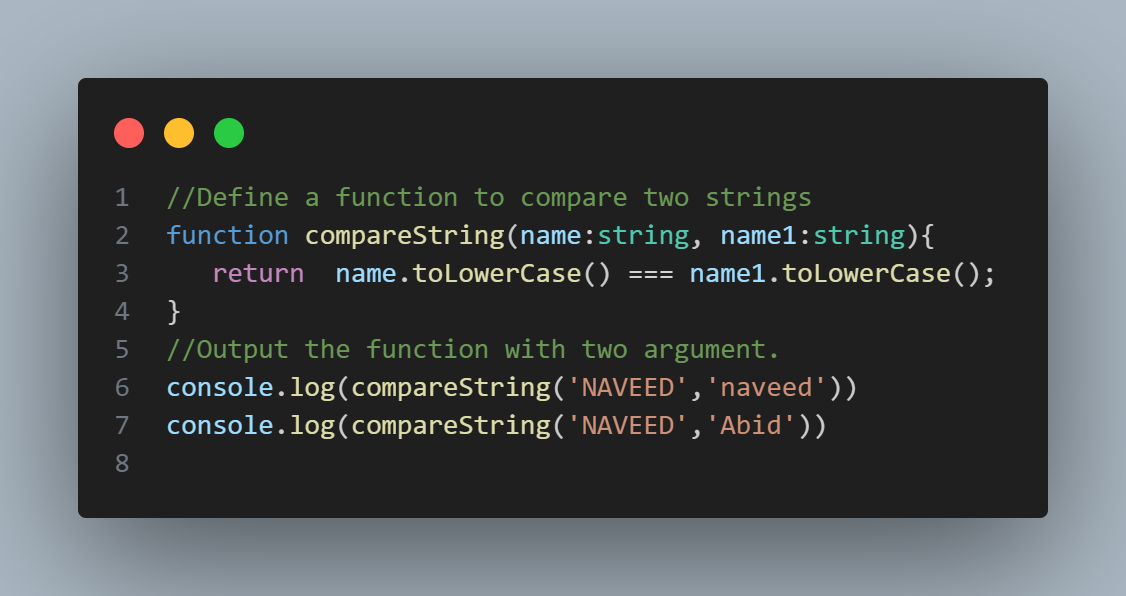 1 //Define a function to compare two strings
2 function compareString(name:string, name1:string){
3    return  name.toLowerCase() === name1.toLowerCase();
4 }
5 //Output the function with two argument.
6 console.log(compareString('NAVEED','naveed'))
7 console.log(compareString('NAVEED','Abid'))
8